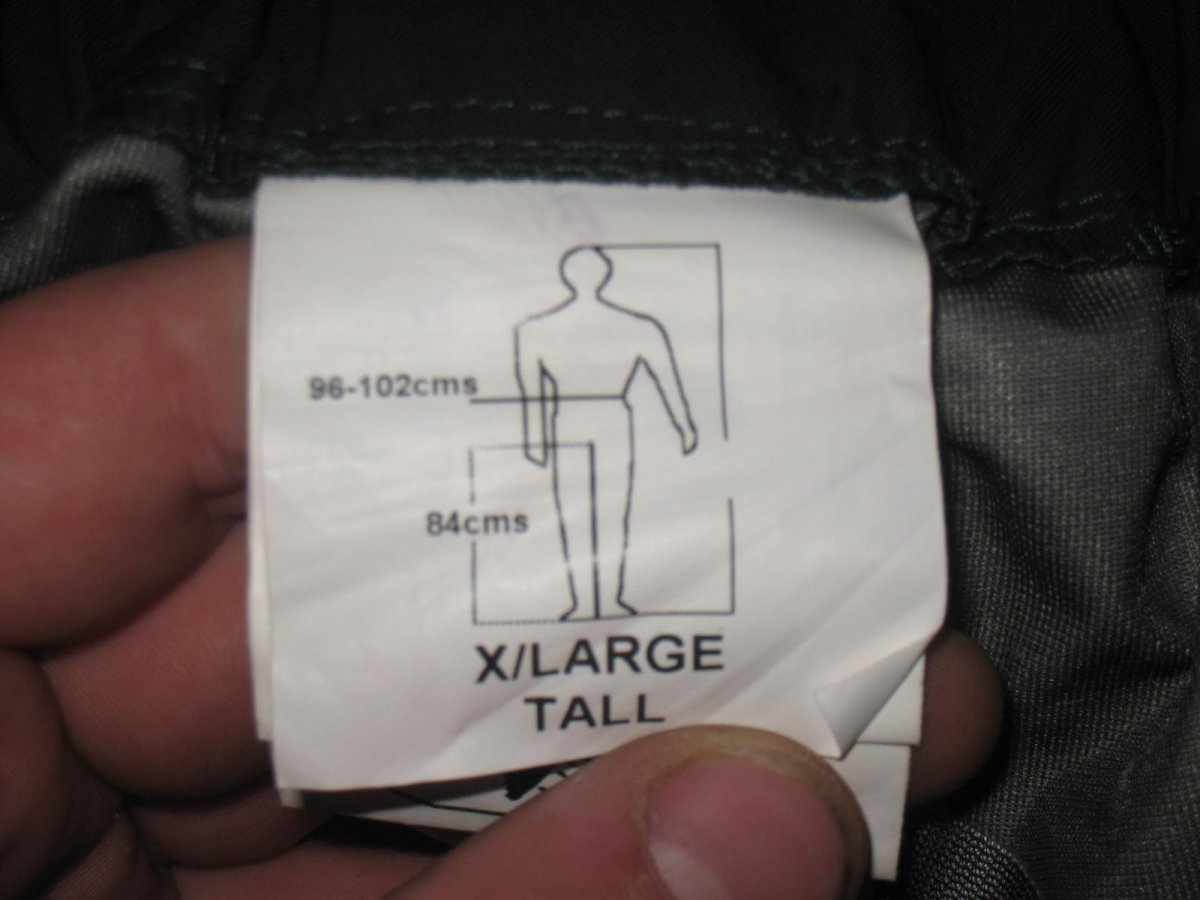 96-102cms
84cms
X/LARGE
TALL